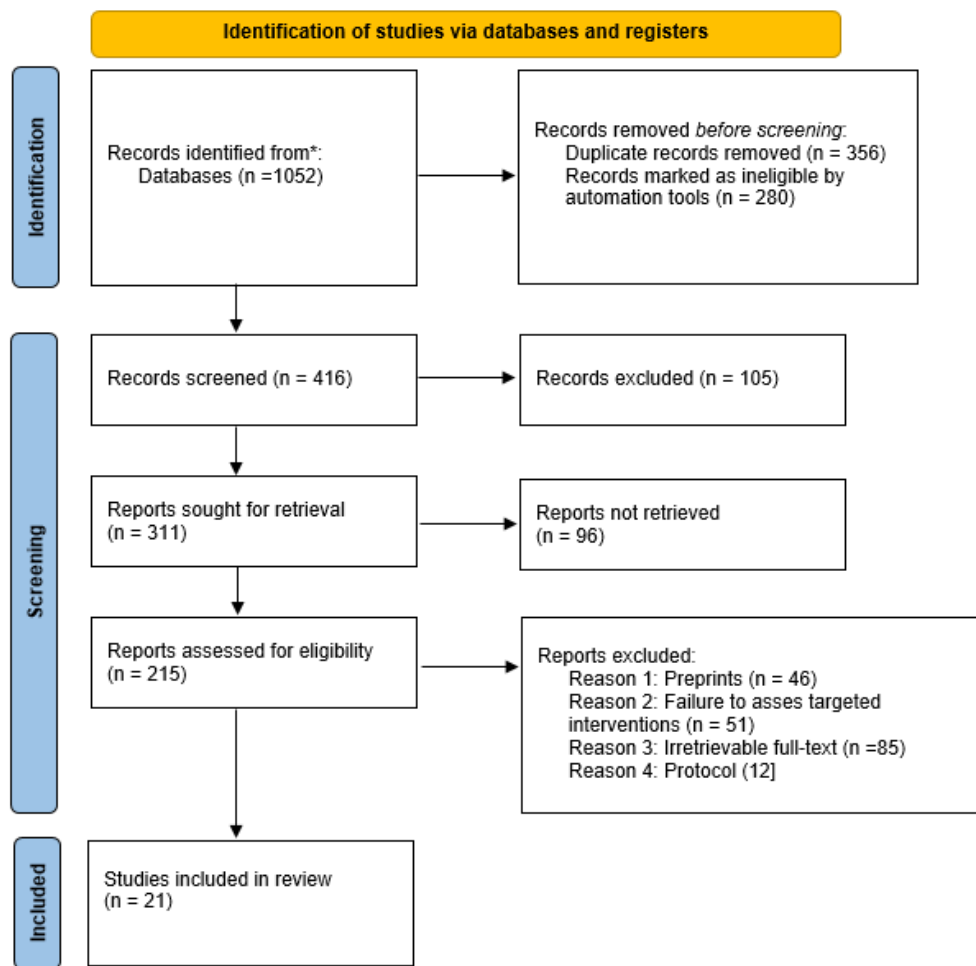 Identification of studies via databases and registers
Identification
Records identified from*:
Databases (n =1052)
Records removed before screening:
Duplicate records removed (n = 356)
Records marked as ineligible by
automation tools (n = 280)
Screening
Records screened (n = 416)
Records excluded (n = 105)
Reports sought for retrieval
(n = 311)
Reports not retrieved
(n = 96)
Reports assessed for eligibility
(n = 215)
Reports excluded:
Reason 1: Preprints (n = 46)
Reason 2: Failure to asses targeted
interventions (n = 51)
Reason 3: Irretrievable full-text (n =85)
Reason 4: Protocol (12]
Included
Studies included in review
(n = 21)